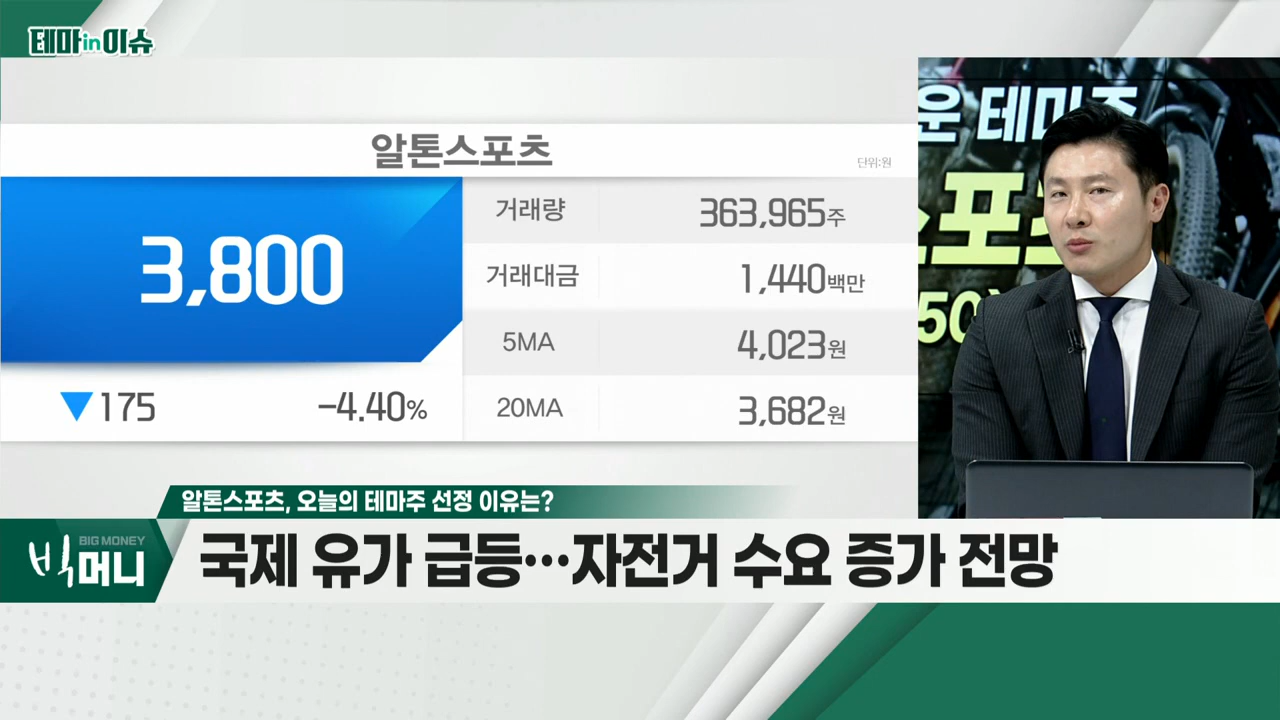 테마in이슈
알톤스포츠
단위:원
3,800
▼175 -4.40%
거래량 363,965주
거래대금 1,440백만
5MA 4,023원
20MA 3,682원
운 테마주
스포츠
50)
알톤스포츠, 오늘의 테마주 선정 이유는?
BIG MONEY
빅머니
국제 유가 급등…자전거 수요 증가 전망